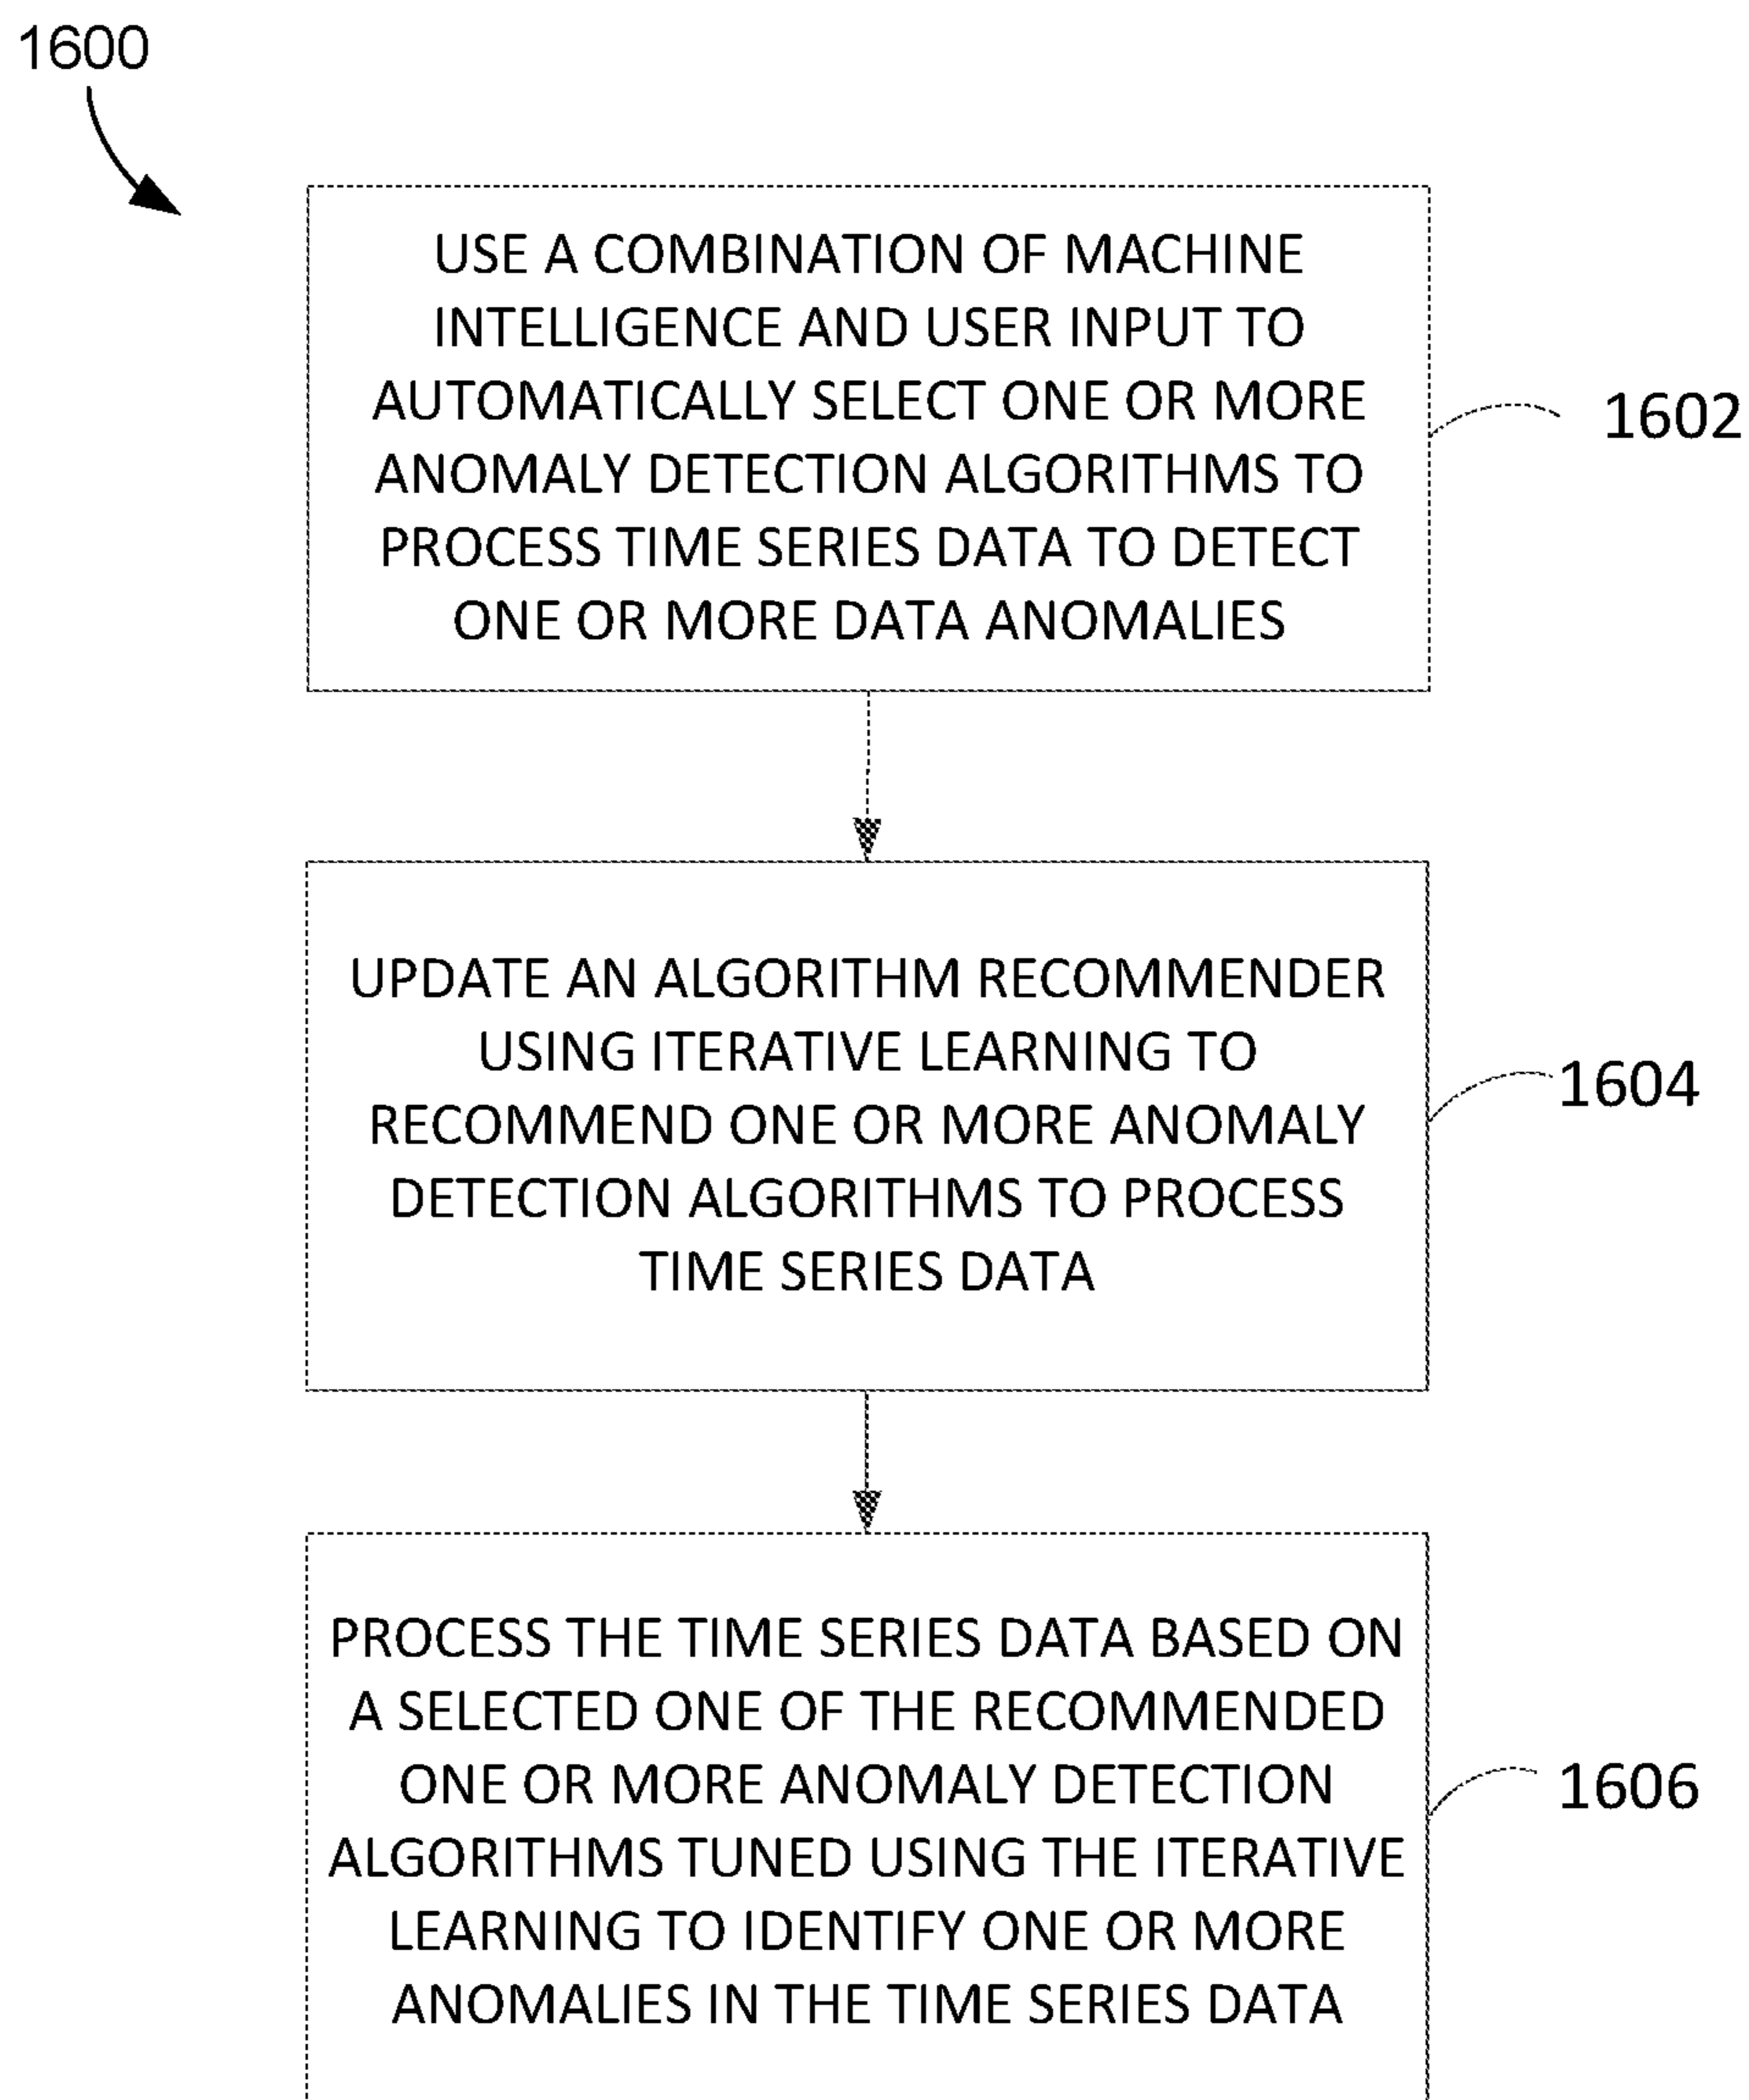 1600
USE A COMBINATION OF MACHINE
INTELLIGENCE AND USER INPUT TO
AUTOMATICALLY SELECT ONE OR MORE
ANOMALY DETECTION ALGORITHMS TO
PROCESS TIME SERIES DATA TO DETECT
ONE OR MORE DATA ANOMALIES
1602
UPDATE AN ALGORITHM RECOMMENDER
USING ITERATIVE LEARNING TO
RECOMMEND ONE OR MORE ANOMALY
DETECTION ALGORITHMS TO PROCESS
TIME SERIES DATA
1604
PROCESS THE TIME SERIES DATA BASED ON
A SELECTED ONE OF THE RECOMMENDED
ONE OR MORE ANOMALY DETECTION
ALGORITHMS TUNED USING THE ITERATIVE
LEARNING TO IDENTIFY ONE OR MORE
ANOMALIES IN THE TIME SERIES DATA
1606